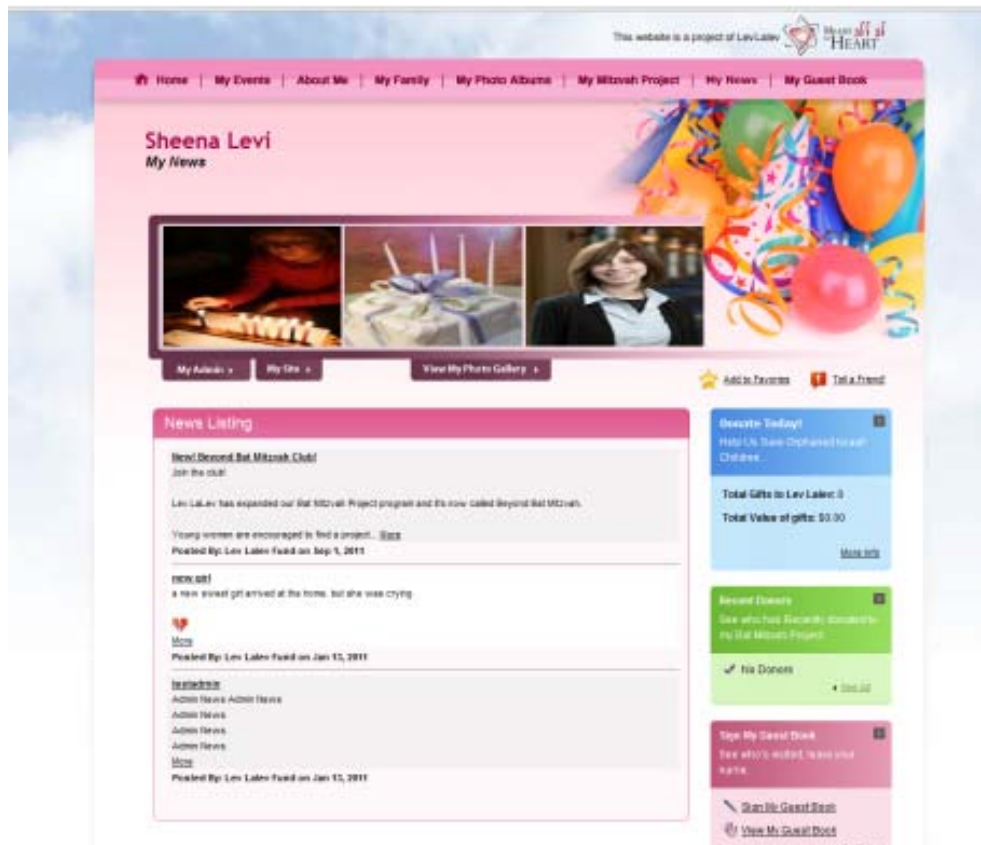 This website is a project of Lev Lalev
HEART
Home | My Events | About Me | My Family | My Photo Albums | My Mitzvah Project | My News | My Guest Book
Sheena Levi
My News
My Admin
My Site
View My Photo Gallery
Add to Favorites
Tell a Friend
News Listing
New! Beyond Bat Mitzvah Club!
Join the club!
Lev LaLev has expanded our Bat Mitzvah Project program and it's now called Beyond Bat Mitzvah.
Young women are encouraged to find a project... More
Posted By: Lev Lalev Fund on Sep 1, 2011
new girl
a new sweet girl arrived at the home, but she was crying
More
Posted By: Lev Lalev Fund on Jan 13, 2011
testadmin
Admin News Admin News
Admin News
Admin News
Admin News
More
Posted By: Lev Lalev Fund on Jan 13, 2011
Donate Today!
Help Us Save Orphaned Israeli
Children
Total Gifts to Lev Lalev: 0
Total Value of gifts: $0.00
More Info
Recent Donors
See who has Recently donated to
my Bat Mitzvah Project
No Donors
See All
Sign My Guest Book
See who's visited, leave your
name.
Sign My Guest Book
View My Guest Book